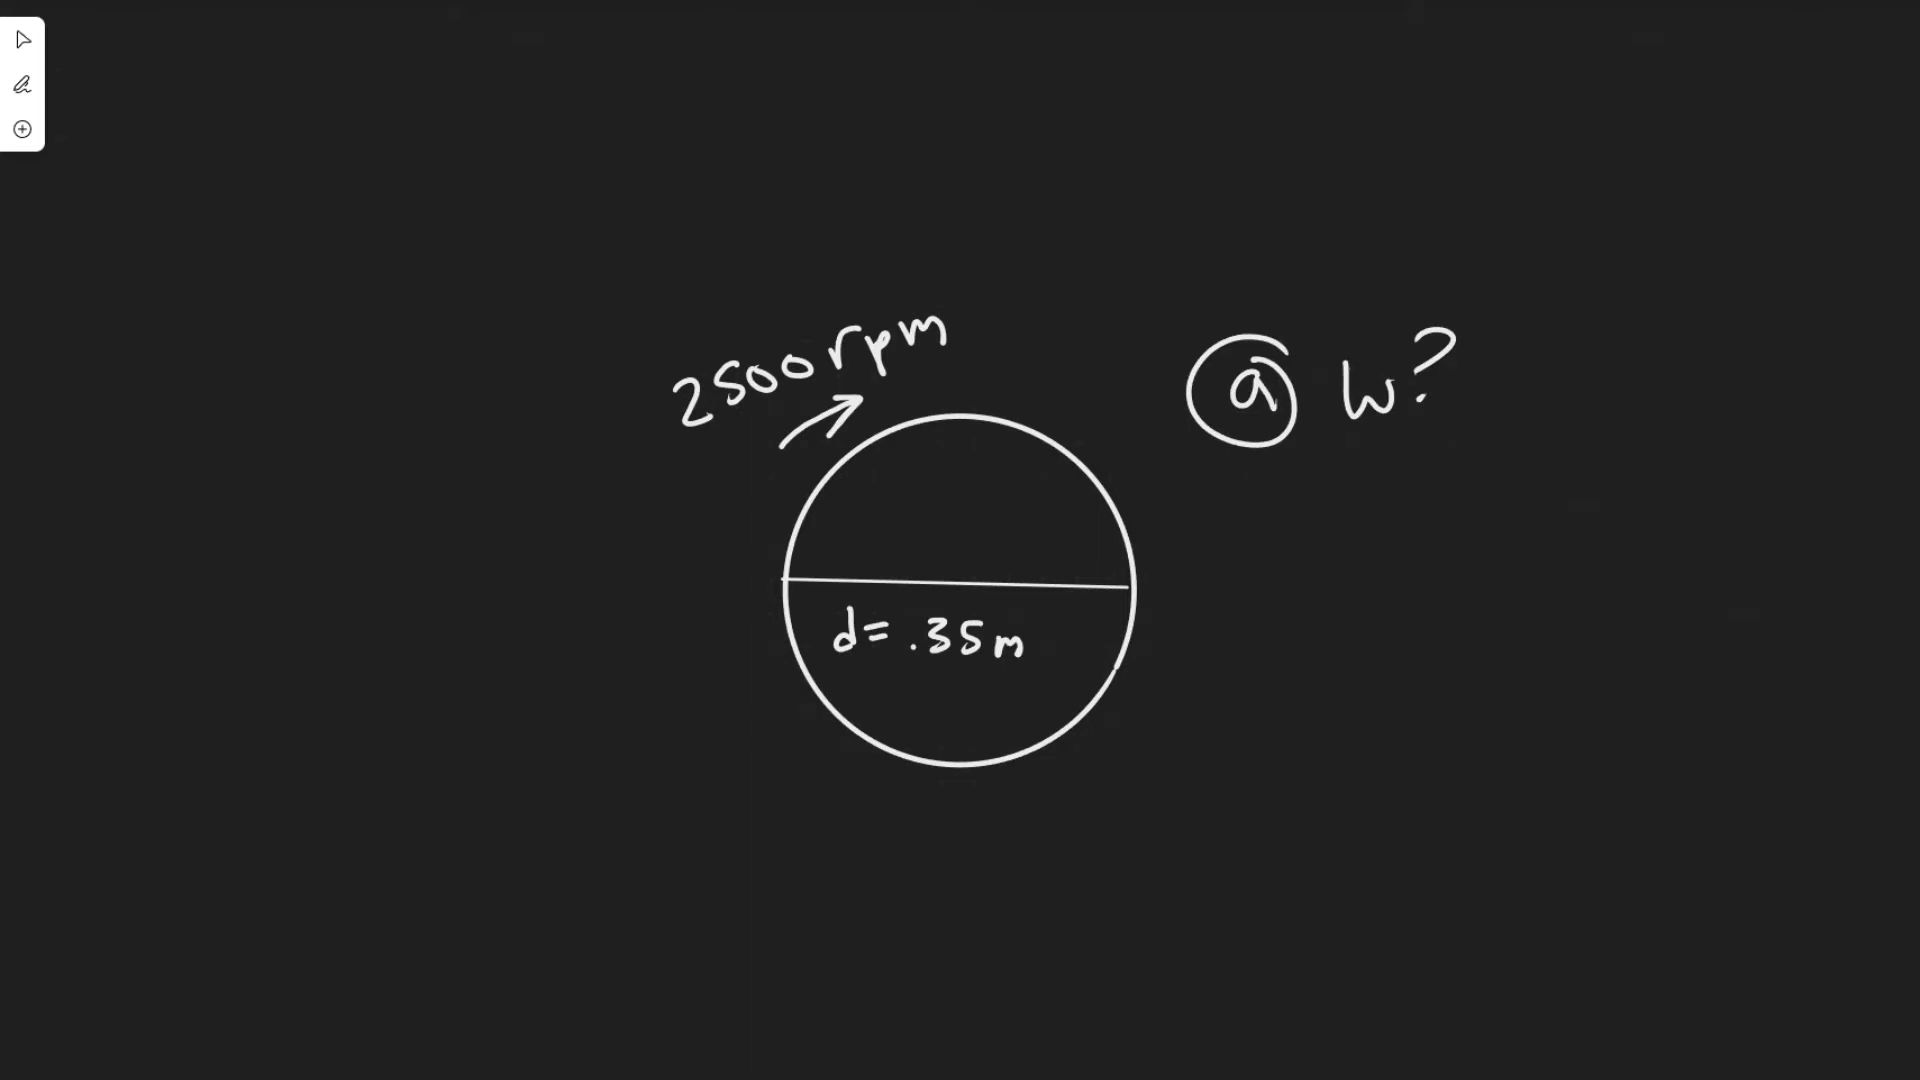 2500rpm
ⓐ w?
d= .35m